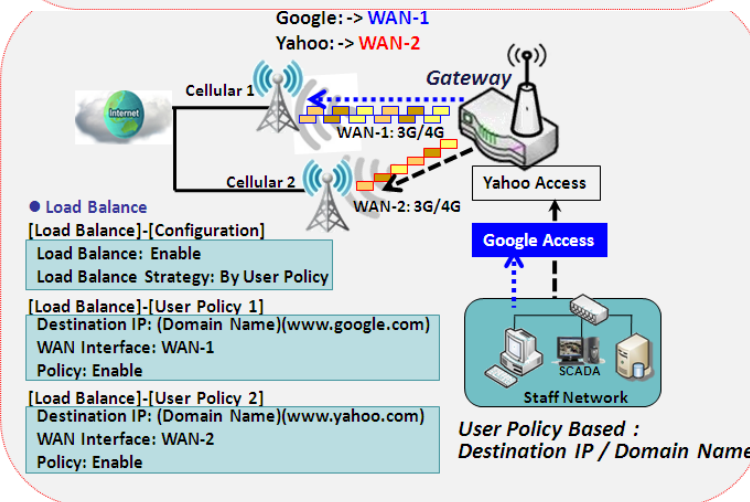 Google: -> WAN-1
Yahoo: -> WAN-2
Cellular 1
Gateway
Internet
WAN-1: 3G/4G
Cellular 2
Yahoo Access
WAN-2: 3G/4G
Load Balance
[Load Balance]-[Configuration]
Google Access
Load Balance: Enable
Load Balance Strategy: By User Policy
[Load Balance]-[User Policy 1]
Destination IP: (Domain Name)(www.google.com)
WAN Interface: WAN-1
Policy: Enable
SCADA
[Load Balance]-[User Policy 2]
Staff Network
Destination IP: (Domain Name)(www.yahoo.com)
WAN Interface: WAN-2
Policy: Enable
User Policy Based :
Destination IP / Domain Name